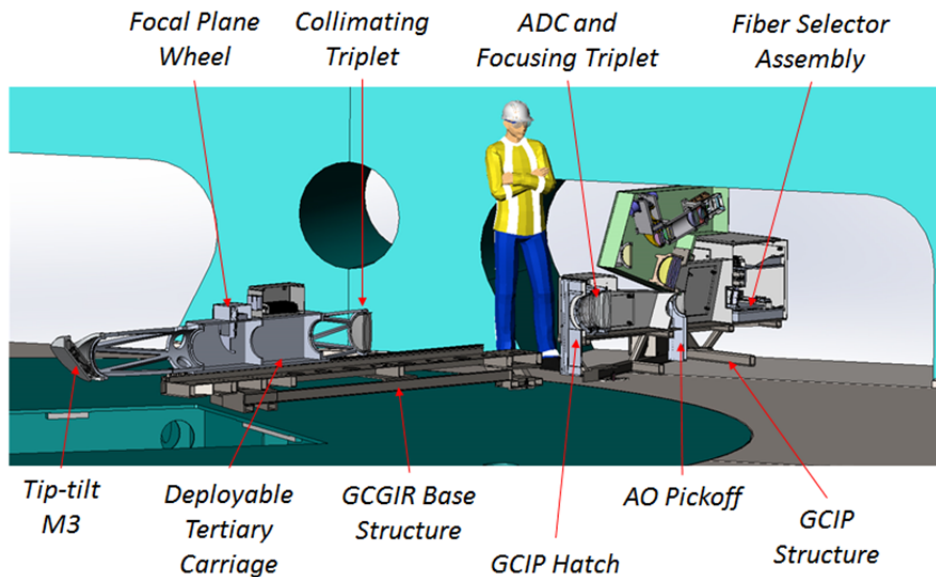 Focal Plane
Wheel
Collimating
Triplet
ADC and
Focusing Triplet
Fiber Selector
Assembly
Tip-tilt
M3
Deployable
Tertiary
Carriage
GCGIR Base
Structure
GCIP Hatch
AO Pickoff
GCIP
Structure